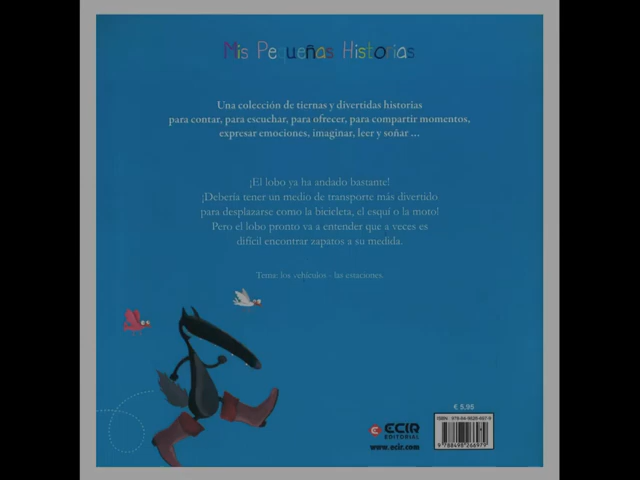 Mis Pequeñas Historias
Una colección de tiernas y divertidas historias
para contar, para escuchar, para ofrecer, para compartir momentos,
expresar emociones, imaginar, leer y soñar ...
¡El lobo ya ha andado bastante!
¡Debería tener un medio de transporte más divertido
para desplazarse como la bicicleta, el esquí o la moto!
Pero el lobo pronto va a entender que a veces es
difícil encontrar zapatos a su medida.
Tema: los vehículos - las estaciones.
€ 5,95
ECIR
EDITORIAL
www.ecir.com